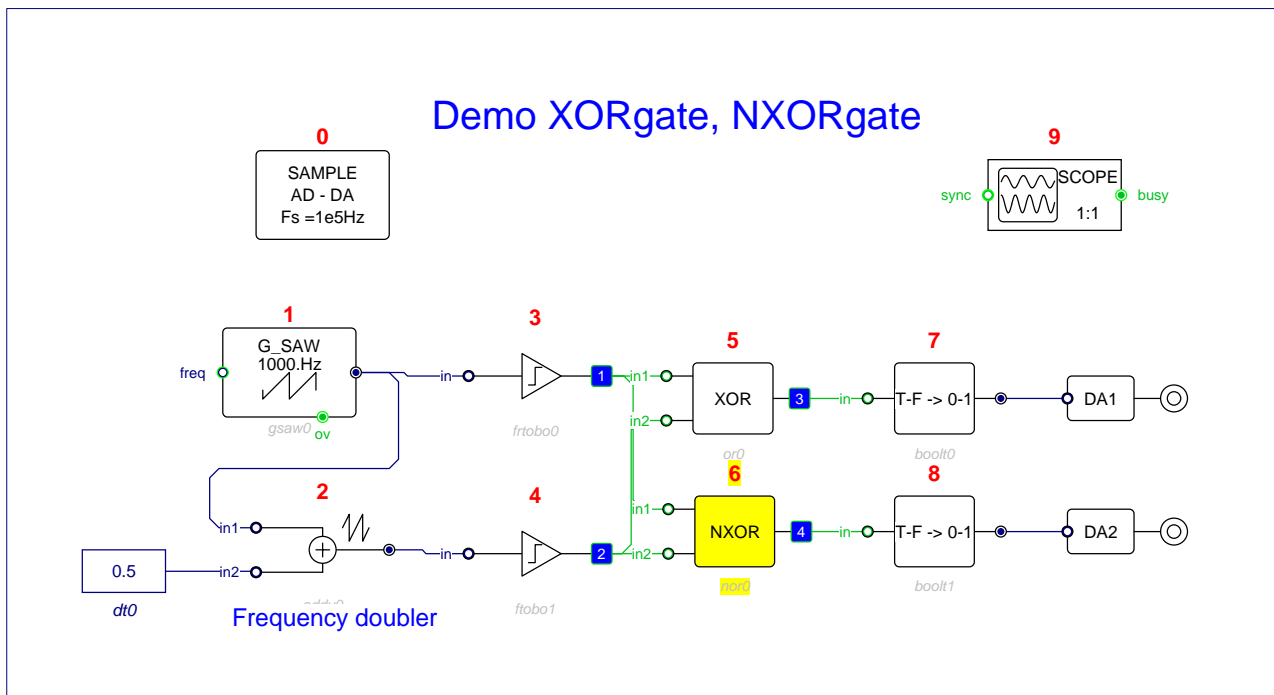 Demo XORgate, NXORgate
0
9
SAMPLE
AD - DA
Fs =1e5Hz
SCOPE
1:1
sync
busy
1
3
5
7
G_SAW
1000.Hz
freq
ov
gsaw0
in
1
in1
in2
XOR
3
in
T-F -> 0-1
DA1
frtobo0
or0
boolt0
2
4
6
8
in1
in2
in
2
in1
in2
NXOR
4
in
T-F -> 0-1
DA2
0.5
dt0
ftobo1
nor0
boolt1
Frequency doubler